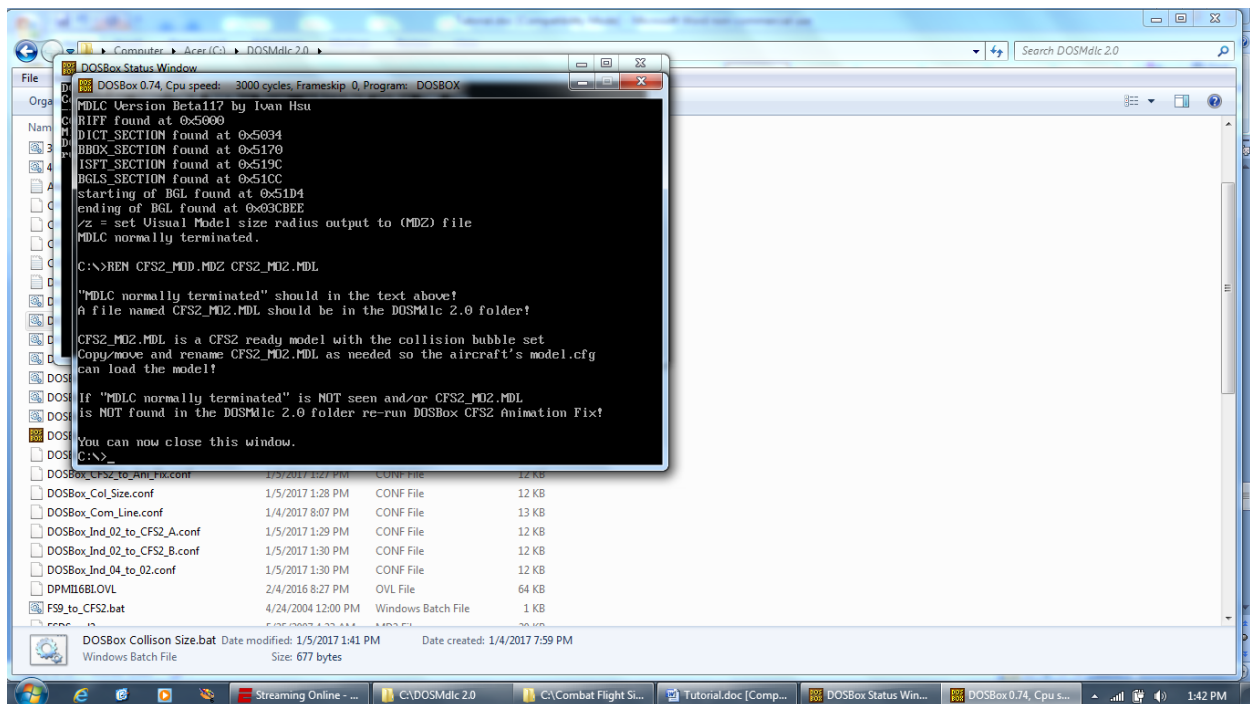 Computer ▸ Acer (C:) ▸ DOSMdlc 2.0 ▸
Search DOSMdlc 2.0
DOSBox Status Window
File
DOSBox 0.74, Cpu speed: 3000 cycles, Frameskip 0, Program: DOSBOX
Orga
Nam
MDLC Version Beta117 by Ivan Hsu
RIFF found at 0x5000
DICT_SECTION found at 0x5034
BBOX_SECTION found at 0x5170
ISFT_SECTION found at 0x519C
BGLS_SECTION found at 0x51CC
starting of BGL found at 0x51D4
ending of BGL found at 0x03CBEE
/z = set Visual Model size radius output to (MDZ) file
MDLC normally terminated.
C:\>REN CFS2_MOD.MDZ CFS2_MO2.MDL
"MDLC normally terminated" should in the text above!
A file named CFS2_MO2.MDL should be in the DOSMdlc 2.0 folder!
CFS2_MO2.MDL is a CFS2 ready model with the collision bubble set
Copy/move and rename CFS2_MO2.MDL as needed so the aircraft's model.cfg
can load the model!
If "MDLC normally terminated" is NOT seen and/or CFS2_MO2.MDL
is NOT found in the DOSMdlc 2.0 folder re-run DOSBox CFS2 Animation Fix!
You can now close this window.
C:\>_
DOSBox_CFS2_to_Ani_Fix.conf 1/5/2017 1:27 PM CONF File 12 KB
DOSBox_Col_Size.conf 1/5/2017 1:28 PM CONF File 12 KB
DOSBox_Com_Line.conf 1/4/2017 8:07 PM CONF File 13 KB
DOSBox_Ind_02_to_CFS2_A.conf 1/5/2017 1:29 PM CONF File 12 KB
DOSBox_Ind_02_to_CFS2_B.conf 1/5/2017 1:30 PM CONF File 12 KB
DOSBox_Ind_04_to_02.conf 1/5/2017 1:30 PM CONF File 12 KB
DPMI16BI.OVL 2/4/2016 8:27 PM OVL File 64 KB
FS9_to_CFS2.bat 4/24/2004 12:00 PM Windows Batch File 1 KB
DOSBox Collison Size.bat Date modified: 1/5/2017 1:41 PM Date created: 1/4/2017 7:59 PM
Windows Batch File Size: 677 bytes
Streaming Online - ... C:\DOSMdlc 2.0 C:\Combat Flight Si... Tutorial.doc [Comp... DOSBox Status Win... DOSBox 0.74, Cpu s... 1:42 PM